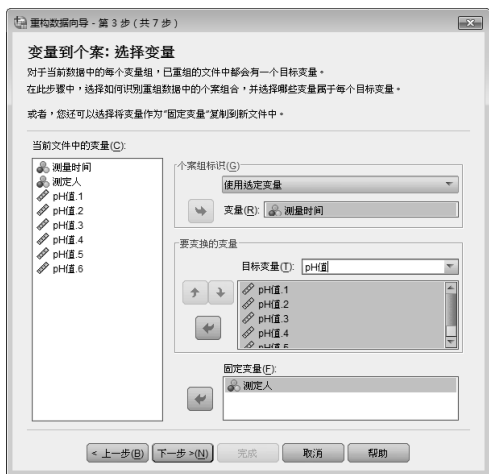 重构数据向导 - 第 3 步 (共 7 步)
变量到个案: 选择变量
对于当前数据中的每个变量组，已重组的文件中都会有一个目标变量。
在此步骤中，选择如何识别重组数据中的个案组合，并选择哪些变量属于每个目标变量。
或者，您还可以选择将变量作为“固定变量”复制到新文件中。
当前文件中的变量(C):
测量时间
测定人
pH值.1
pH值.2
pH值.3
pH值.4
pH值.5
pH值.6
个案组标识(G)
使用选定变量
变量(R): 测量时间
要变换的变量
目标变量(T): pH值
pH值.1
pH值.2
pH值.3
pH值.4
pH值.5
固定变量(F):
测定人
< 上一步(B) 下一步 >(N) 完成 取消 帮助